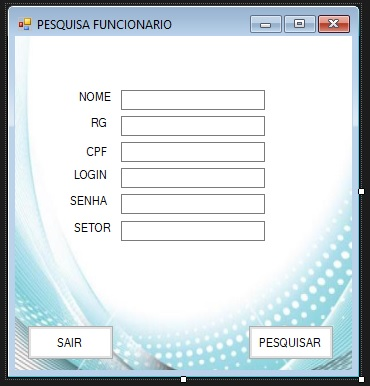 PESQUISA FUNCIONARIO
NOME
RG
CPF
LOGIN
SENHA
SETOR
SAIR
PESQUISAR